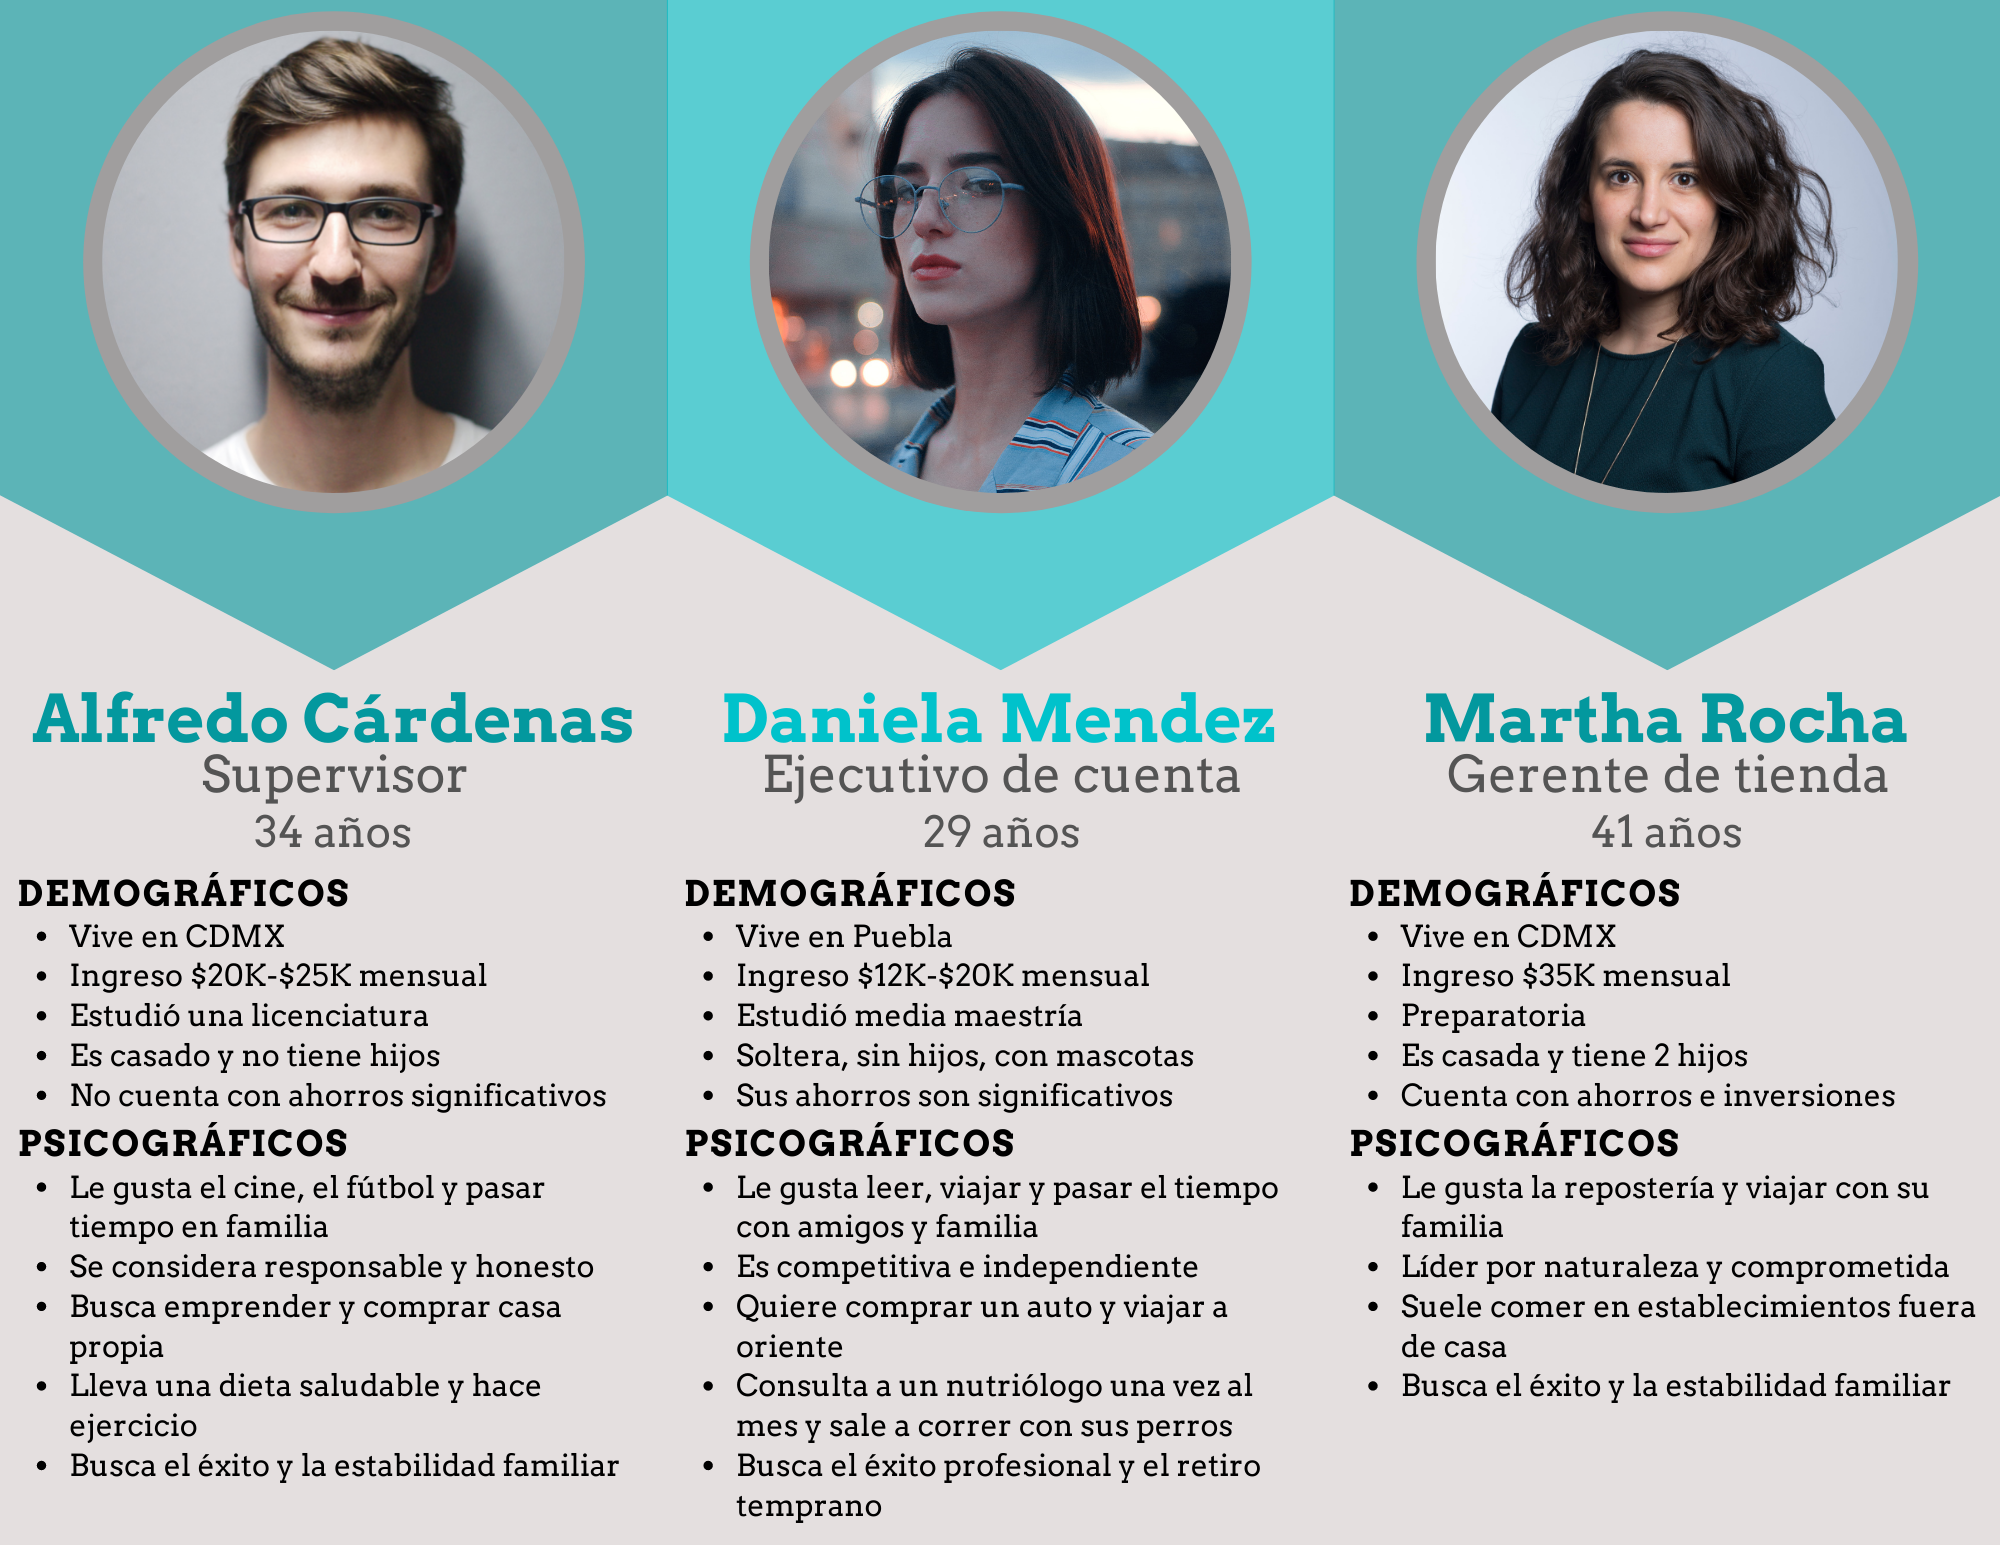 Alfredo Cárdenas
Supervisor
34 años
DEMOGRÁFICOS
• Vive en CDMX
• Ingreso $20K-$25K mensual
• Estudió una licenciatura
• Es casado y no tiene hijos
• No cuenta con ahorros significativos
PSICOGRÁFICOS
• Le gusta el cine, el fútbol y pasar
tiempo en familia
• Se considera responsable y honesto
• Busca emprender y comprar casa
propia
• Lleva una dieta saludable y hace
ejercicio
• Busca el éxito y la estabilidad familiar
Daniela Mendez
Ejecutivo de cuenta
29 años
DEMOGRÁFICOS
• Vive en Puebla
• Ingreso $12K-$20K mensual
• Estudió media maestría
• Soltera, sin hijos, con mascotas
• Sus ahorros son significativos
PSICOGRÁFICOS
• Le gusta leer, viajar y pasar el tiempo
con amigos y familia
• Es competitiva e independiente
• Quiere comprar un auto y viajar a
oriente
• Consulta a un nutriólogo una vez al
mes y sale a correr con sus perros
• Busca el éxito profesional y el retiro
temprano
Martha Rocha
Gerente de tienda
41 años
DEMOGRÁFICOS
• Vive en CDMX
• Ingreso $35K mensual
• Preparatoria
• Es casada y tiene 2 hijos
• Cuenta con ahorros e inversiones
PSICOGRÁFICOS
• Le gusta la repostería y viajar con su
familia
• Líder por naturaleza y comprometida
• Suele comer en establecimientos fuera
de casa
• Busca el éxito y la estabilidad familiar